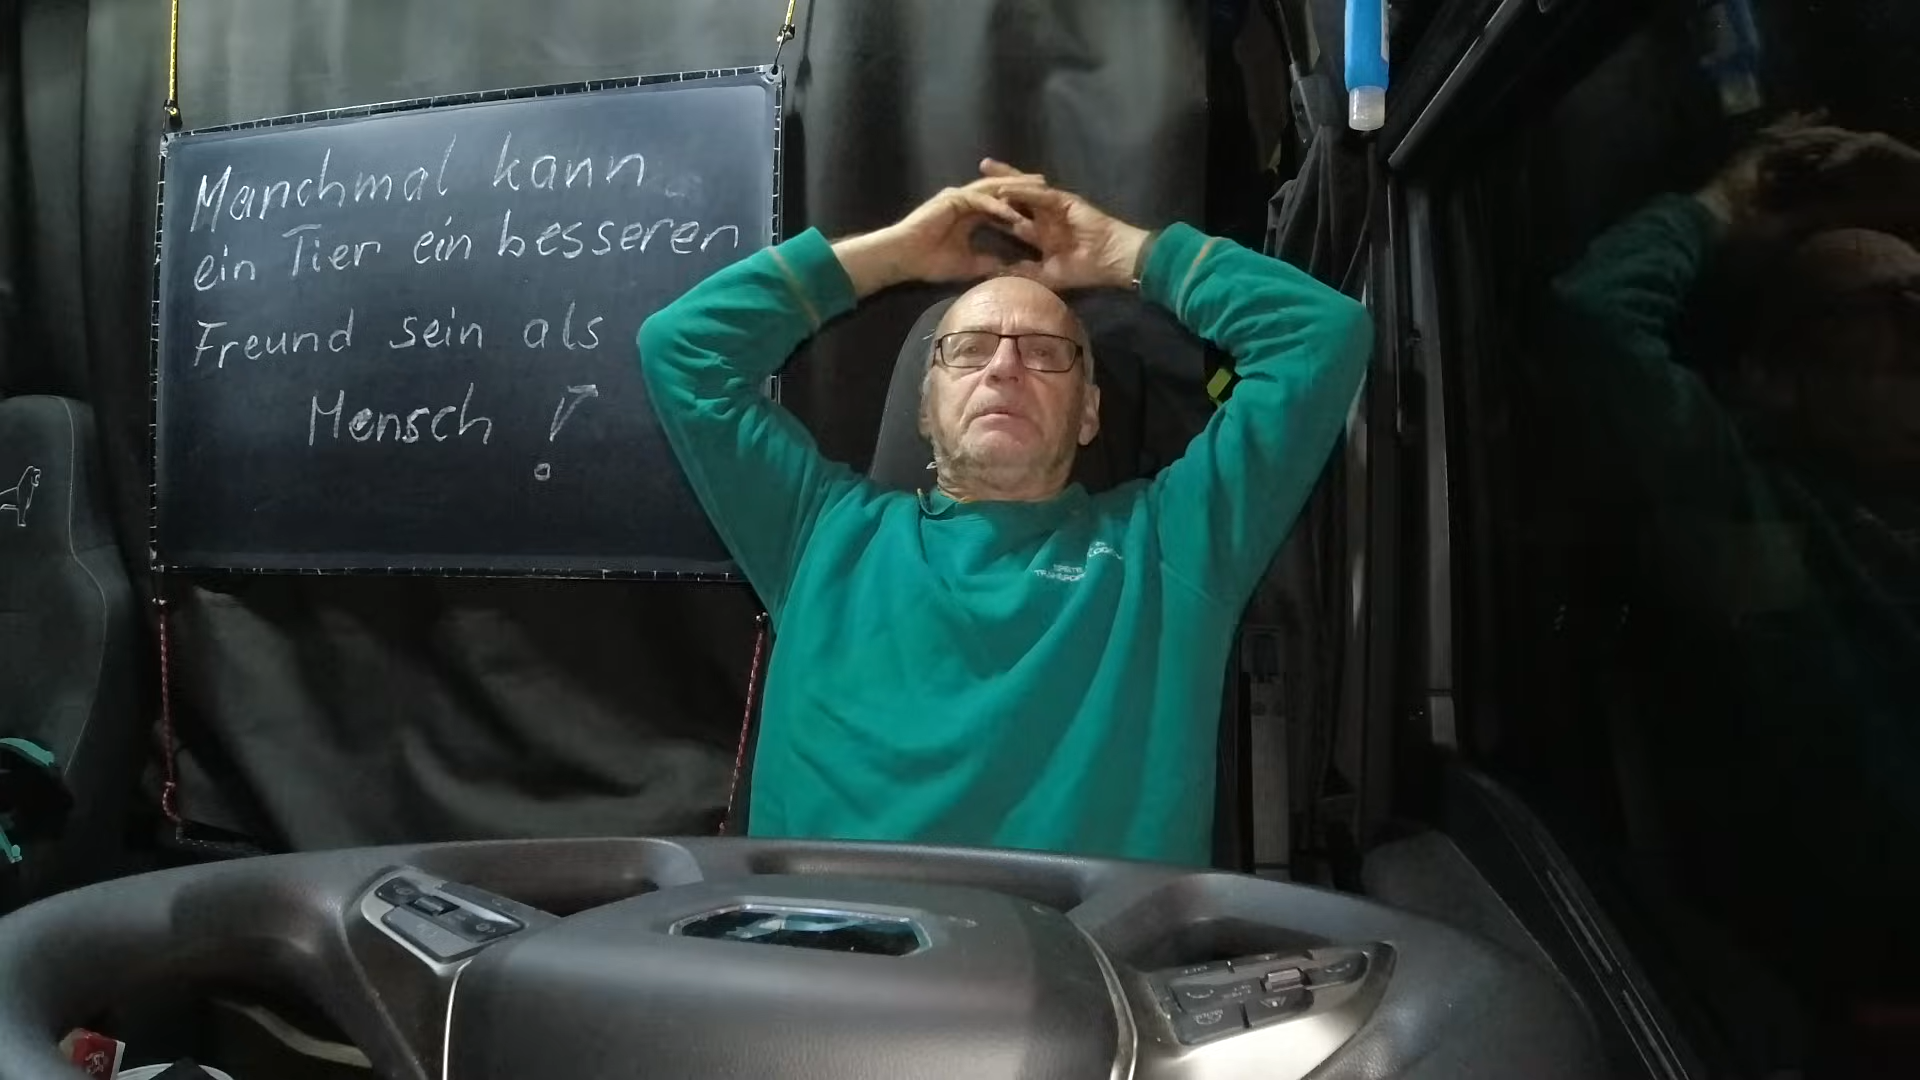 Manchmal kann
ein Tier ein besseren
Freund sein als
Mensch !